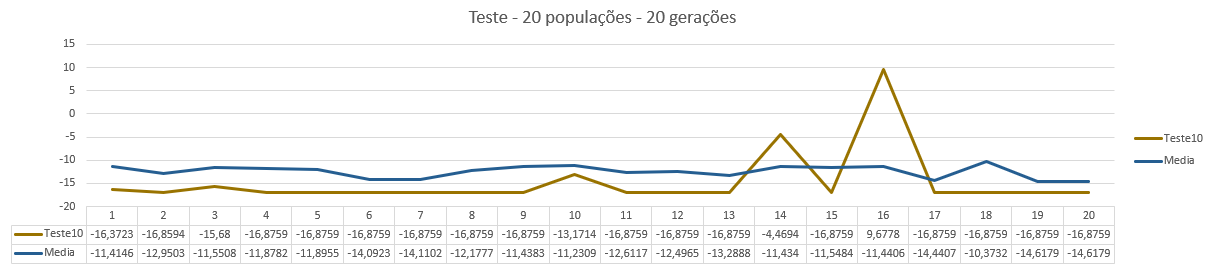 Teste - 20 populações - 20 gerações
15
10
5
0
-5
-10
-15
-20
1 2 3 4 5 6 7 8 9 10 11 12 13 14 15 16 17 18 19 20
Teste10 -16,3723 -16,8594 -15,68 -16,8759 -16,8759 -16,8759 -16,8759 -16,8759 -16,8759 -13,1714 -16,8759 -16,8759 -16,8759 -4,4694 -16,8759 9,6778 -16,8759 -16,8759 -16,8759 -16,8759
Media -11,4146 -12,9503 -11,5508 -11,8782 -11,8955 -14,0923 -14,1102 -12,1777 -11,4383 -11,2309 -12,6117 -12,4965 -13,2888 -11,434 -11,5484 -11,4406 -14,4407 -10,3732 -14,6179 -14,6179
Teste10
Media